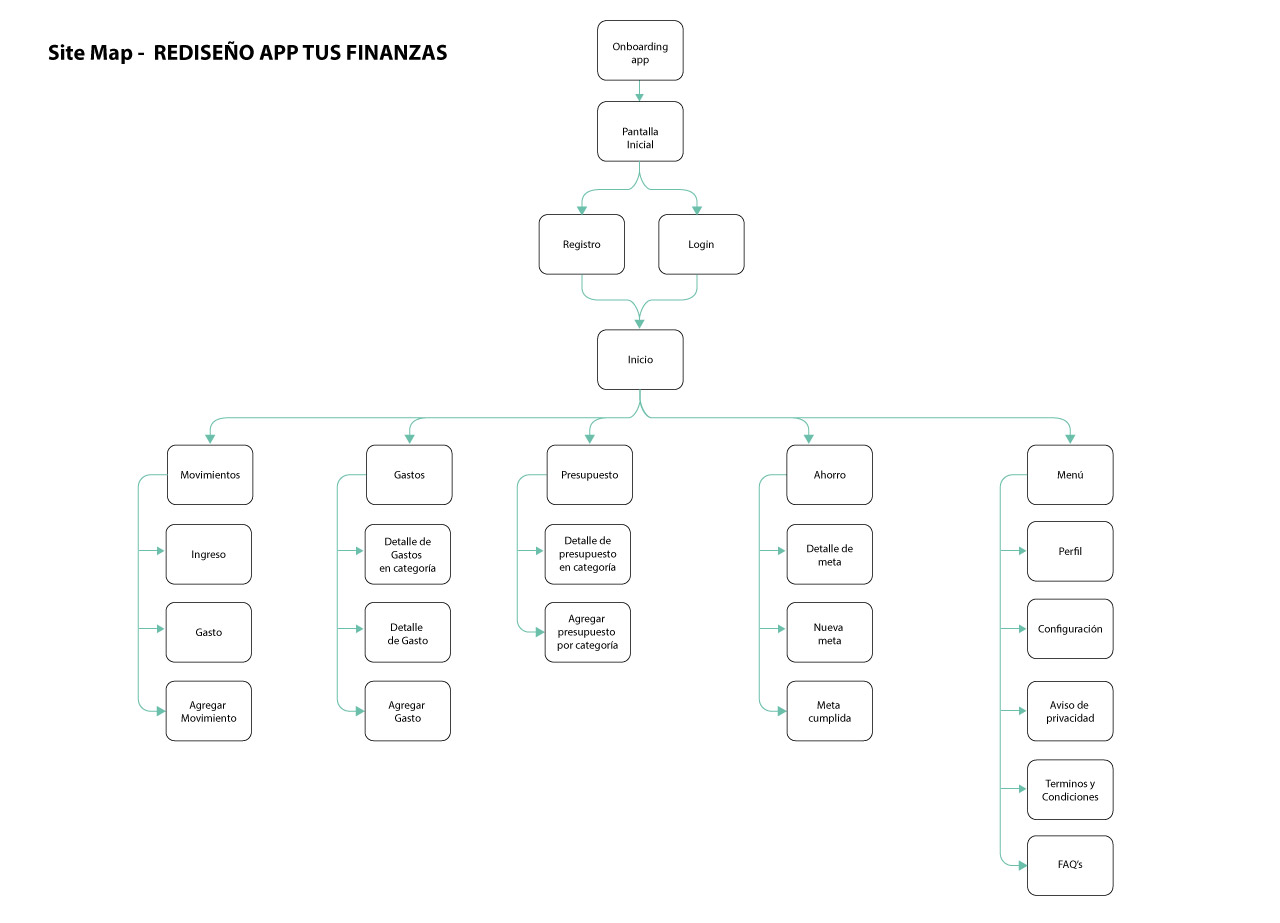 Site Map - REDISEÑO APP TUS FINANZAS
Onboarding
app
Pantalla
Inicial
Registro
Login
Inicio
Movimientos
Gastos
Presupuesto
Ahorro
Menú
Ingreso
Gasto
Agregar
Movimiento
Detalle de
Gastos
en categoría
Detalle
de Gasto
Agregar
Gasto
Detalle de
presupuesto
en categoría
Agregar
presupuesto
por categoría
Detalle de
meta
Nueva
meta
Meta
cumplida
Perfil
Configuración
Aviso de
privacidad
Terminos y
Condiciones
FAQ's